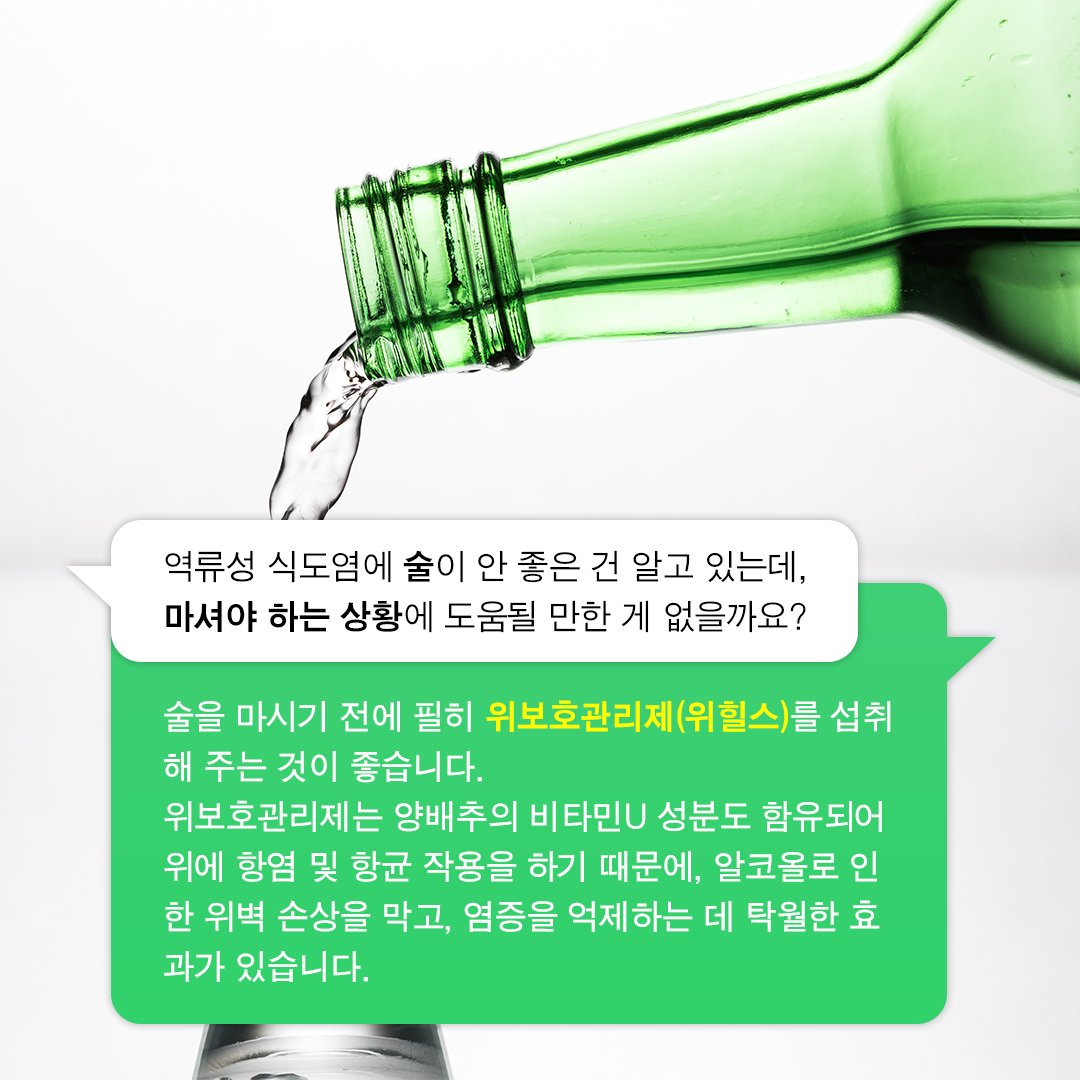 역류성 식도염에 술이 안 좋은 건 알고 있는데,
마셔야 하는 상황에 도움될 만한 게 없을까요?
술을 마시기 전에 필히 위보호관리제(위힐스)를 섭취
해 주는 것이 좋습니다.
위보호관리제는 양배추의 비타민U 성분도 함유되어
위에 항염 및 항균 작용을 하기 때문에, 알코올로 인
한 위벽 손상을 막고, 염증을 억제하는 데 탁월한 효
과가 있습니다.